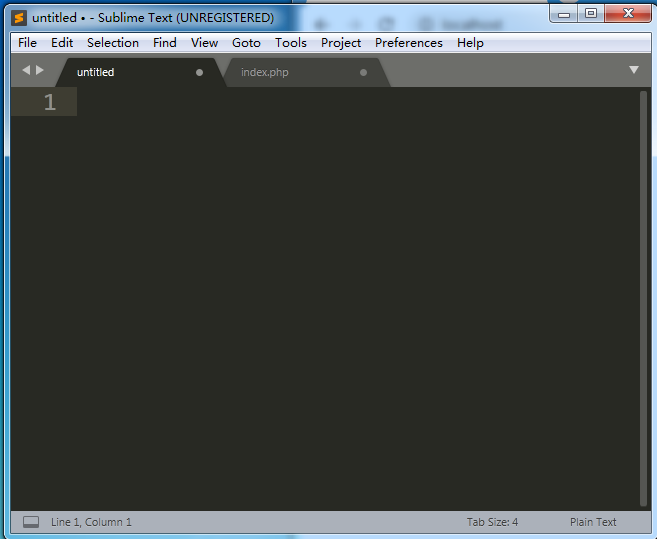 untitled • - Sublime Text (UNREGISTERED)
localhost
File Edit Selection Find View Goto Tools Project Preferences Help
untitled index.php
1
Line 1, Column 1 Tab Size: 4 Plain Text